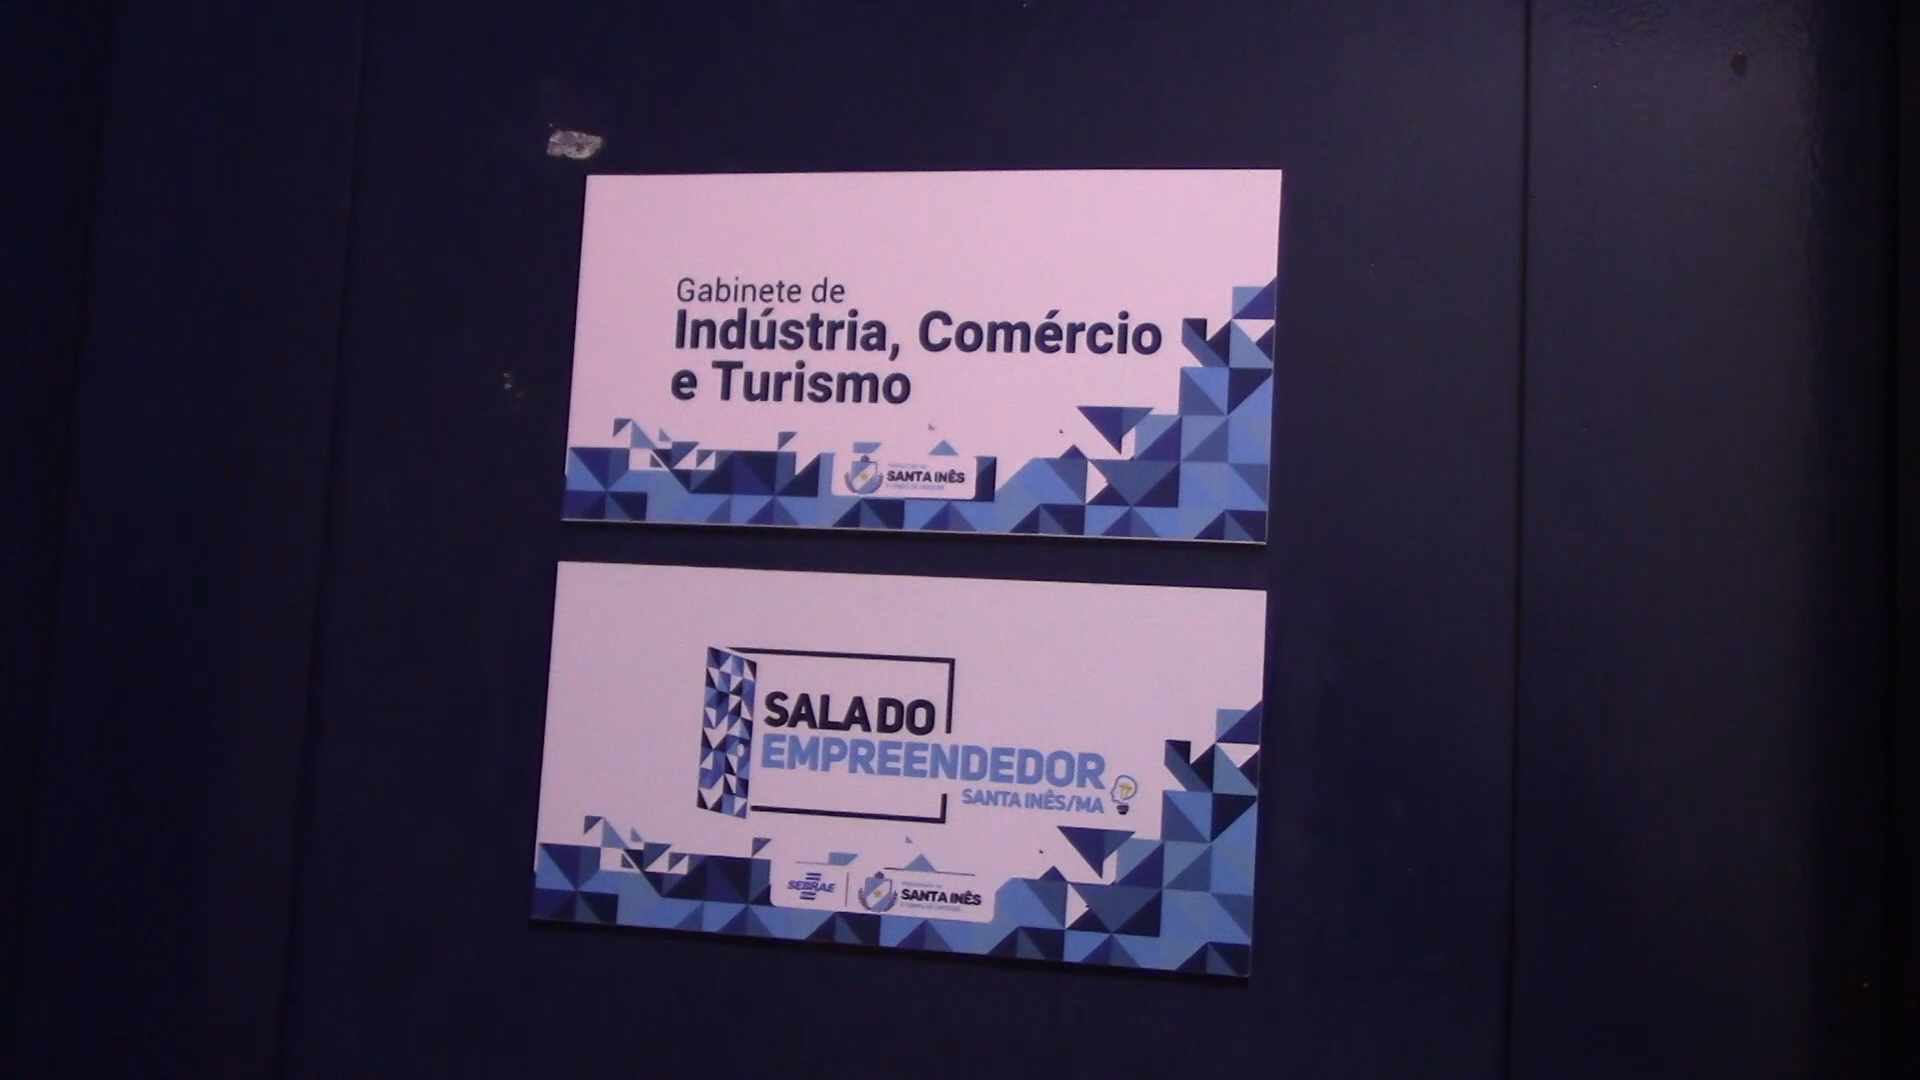 Gabinete de
Indústria, Comércio
e Turismo
SANTA INÊS
SALA DO
EMPREENDEDOR
SANTA INÊS/MA
SEBRAE
SANTA INÊS